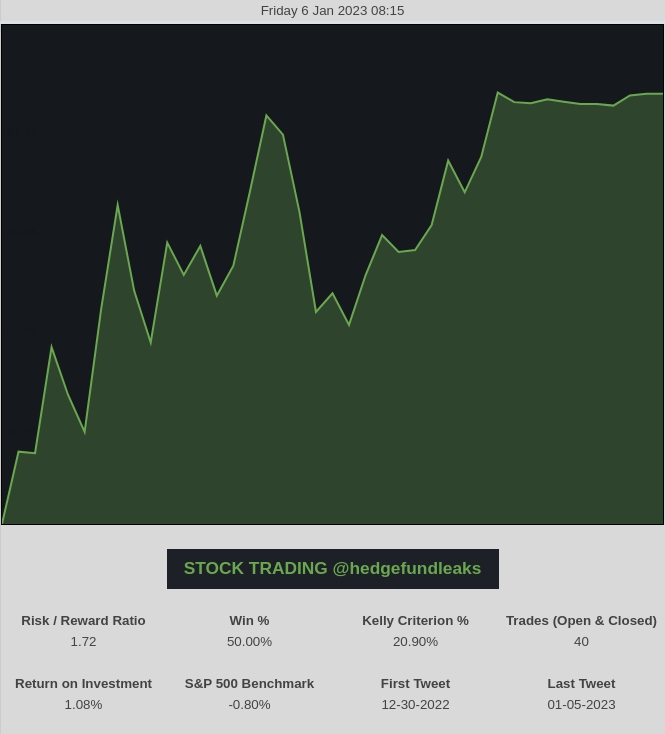 Friday 6 Jan 2023 08:15
STOCK TRADING @hedgefundleaks
Risk / Reward Ratio Win % Kelly Criterion % Trades (Open & Closed)
1.72 50.00% 20.90% 40
Return on Investment S&P 500 Benchmark First Tweet Last Tweet
1.08% -0.80% 12-30-2022 01-05-2023